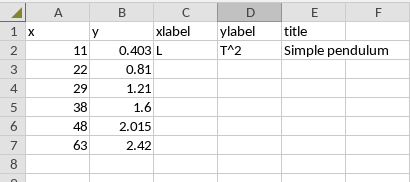 A B C D E F
1 x y xlabel ylabel title
2 11 0.403 L T^2 Simple pendulum
3 22 0.81
4 29 1.21
5 38 1.6
6 48 2.015
7 63 2.42
8